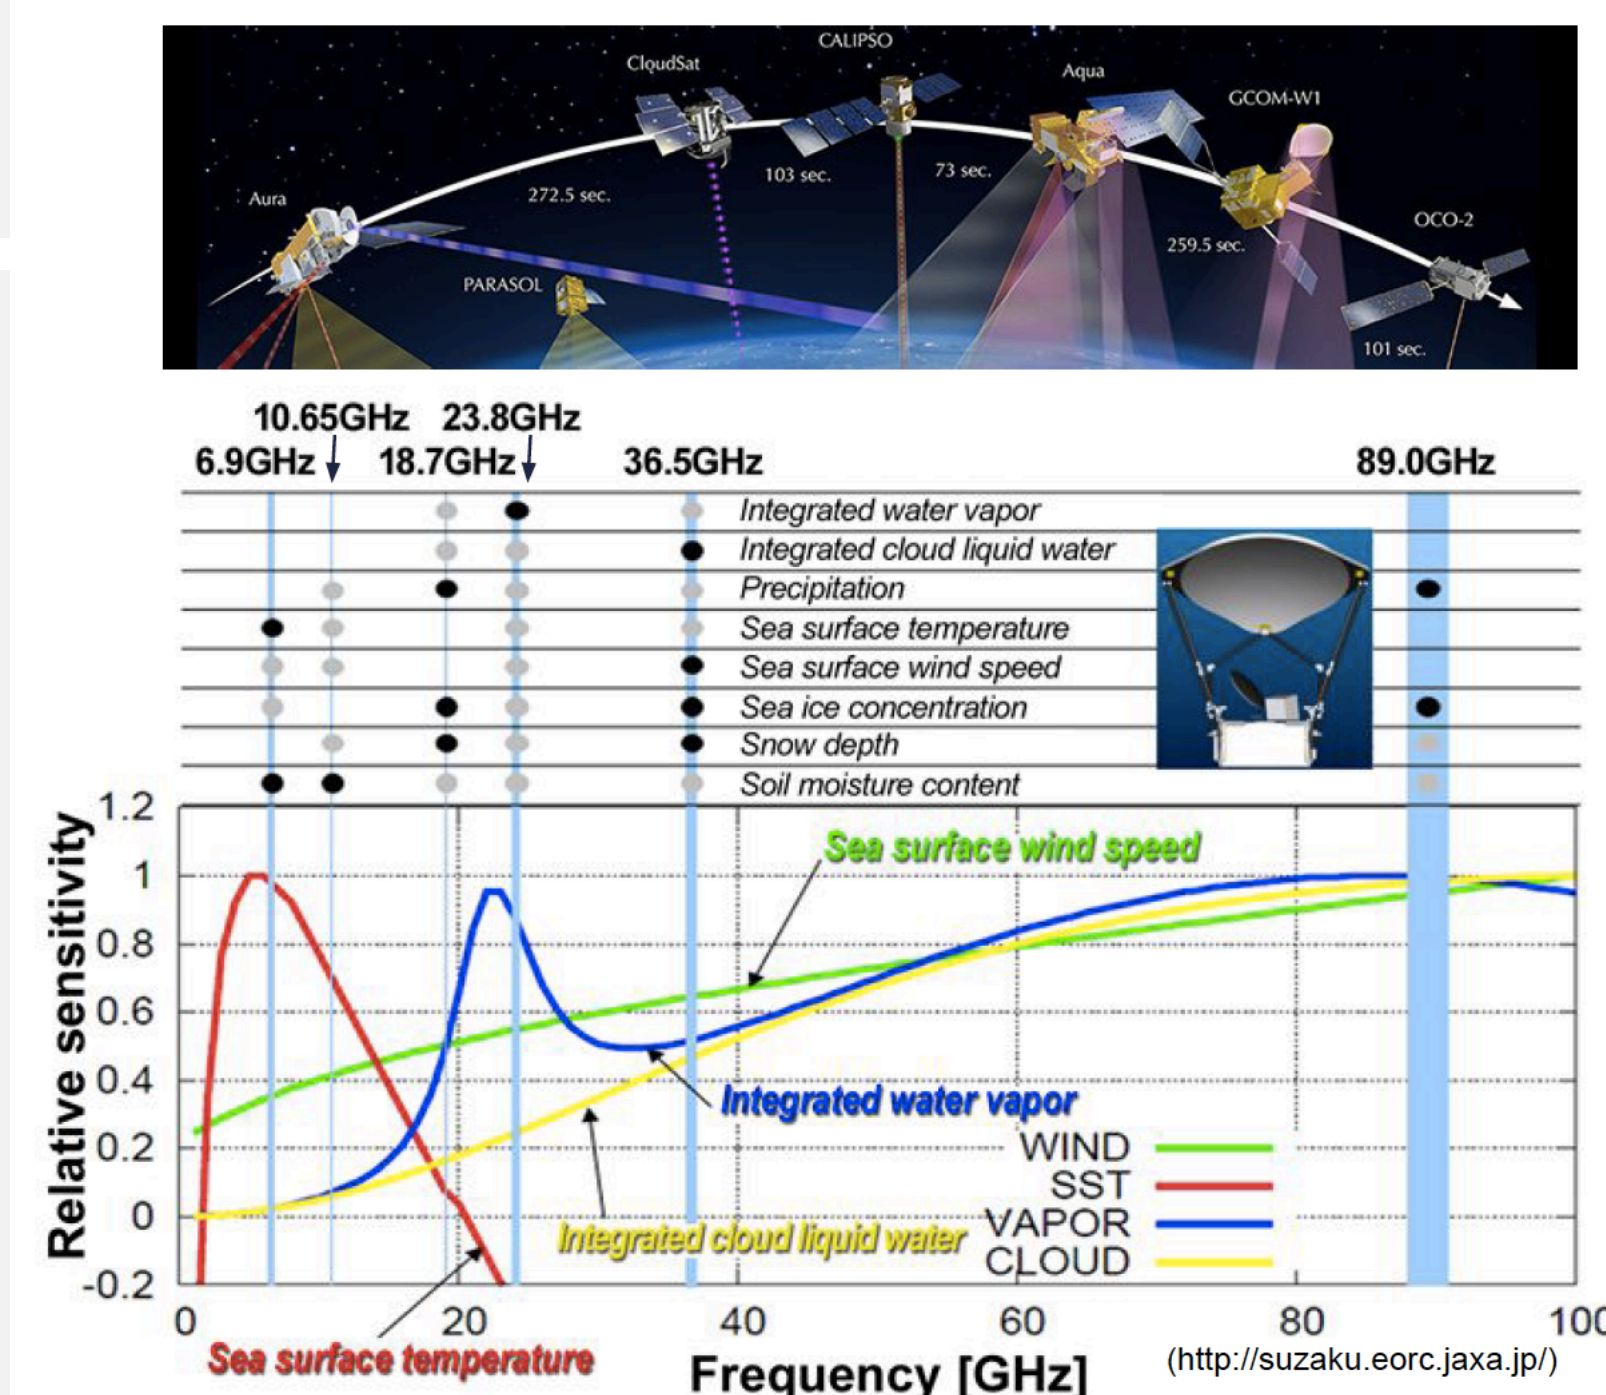 CALIPSO
CloudSat
Aqua
GCOM-W1
103 sec.
73 sec.
272.5 sec.
Aura
OCO-2
259.5 sec.
PARASOL
101 sec.
10.65GHz 23.8GHz
6.9GHz 18.7GHz 36.5GHz 89.0GHz
Integrated water vapor
Integrated cloud liquid water
Precipitation
Sea surface temperature
Sea surface wind speed
Sea ice concentration
Snow depth
Soil moisture content
Relative sensitivity
1.2
1
0.8
0.6
0.4
0.2
0
-0.2
Sea surface wind speed
Integrated water vapor
Integrated cloud liquid water
WIND
SST
VAPOR
CLOUD
0 20 40 60 80 100
Sea surface temperature
Frequency [GHz]
(http://suzaku.eorc.jaxa.jp/)